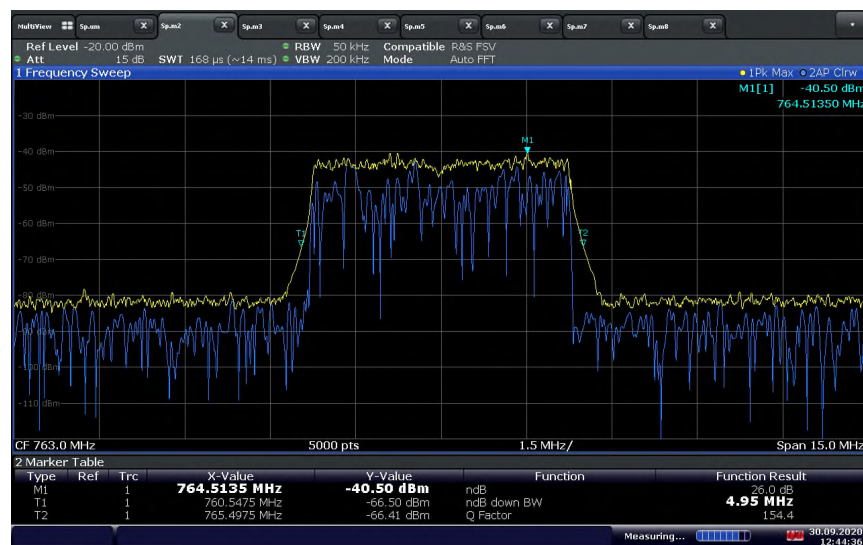 MultiView Sp.um X Sp.m2 X Sp.m3 X Sp.m4 X Sp.m5 X Sp.m6 X Sp.m7 X Sp.m8 X
Ref Level -20.00 dBm RBW 50 kHz Compatible R&S FSV
Att 15 dB SWT 168 µs (~14 ms) VBW 200 kHz Mode Auto FFT
1 Frequency Sweep 1Pk Max 2AP Clrw
M1[1] -40.50 dBm
764.51350 MHz
-30 dBm
M1
-40 dBm
-50 dBm
-60 dBm
T1 T2
-70 dBm
-80 dBm
-90 dBm
-100 dBm
-110 dBm
CF 763.0 MHz 5000 pts 1.5 MHz/ Span 15.0 MHz
2 Marker Table
Type Ref Trc X-Value Y-Value Function Function Result
M1 1 764.5135 MHz -40.50 dBm ndB 26.0 dB
T1 1 760.5475 MHz -66.50 dBm ndB down BW 4.95 MHz
T2 1 765.4975 MHz -66.41 dBm Q Factor 154.4
Measuring... 30.09.2020
12:44:36